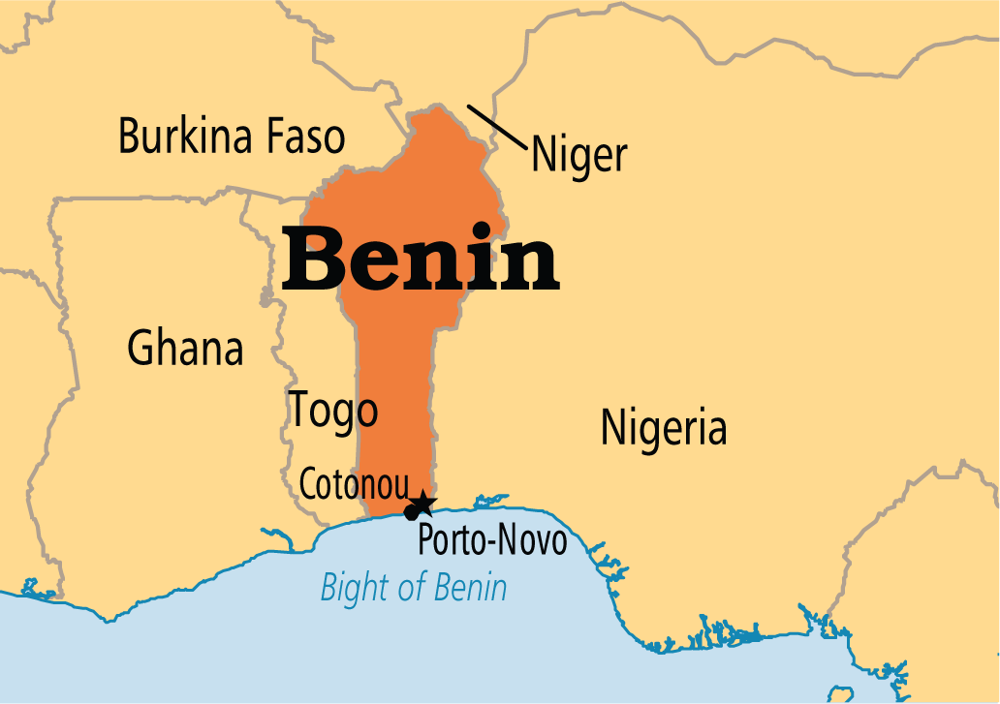 Burkina Faso
Niger
Benin
Ghana
Togo
Nigeria
Cotonou
Porto-Novo
Bight of Benin